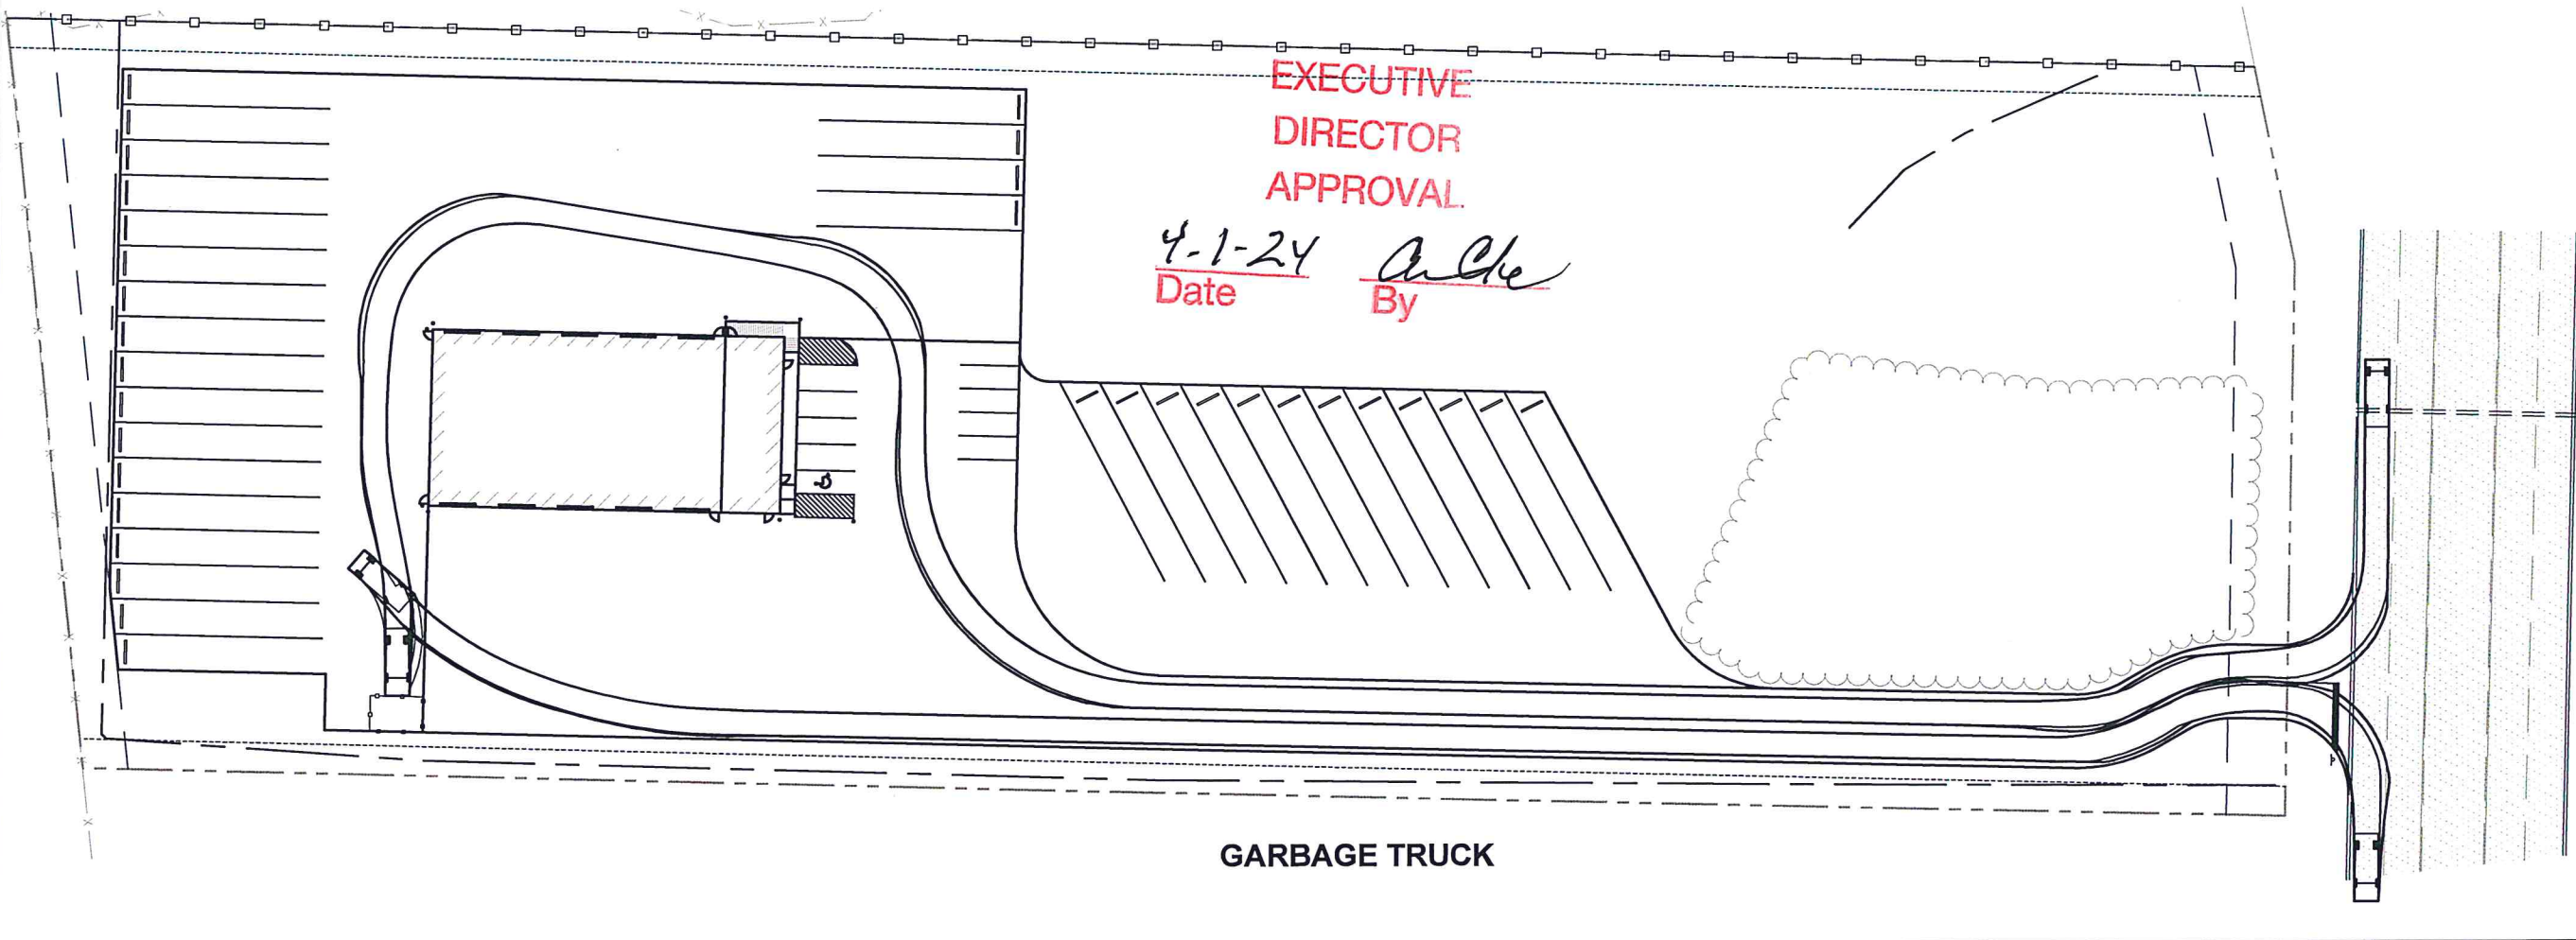 EXECUTIVE
DIRECTOR
APPROVAL
4-1-24
Date By
GARBAGE TRUCK